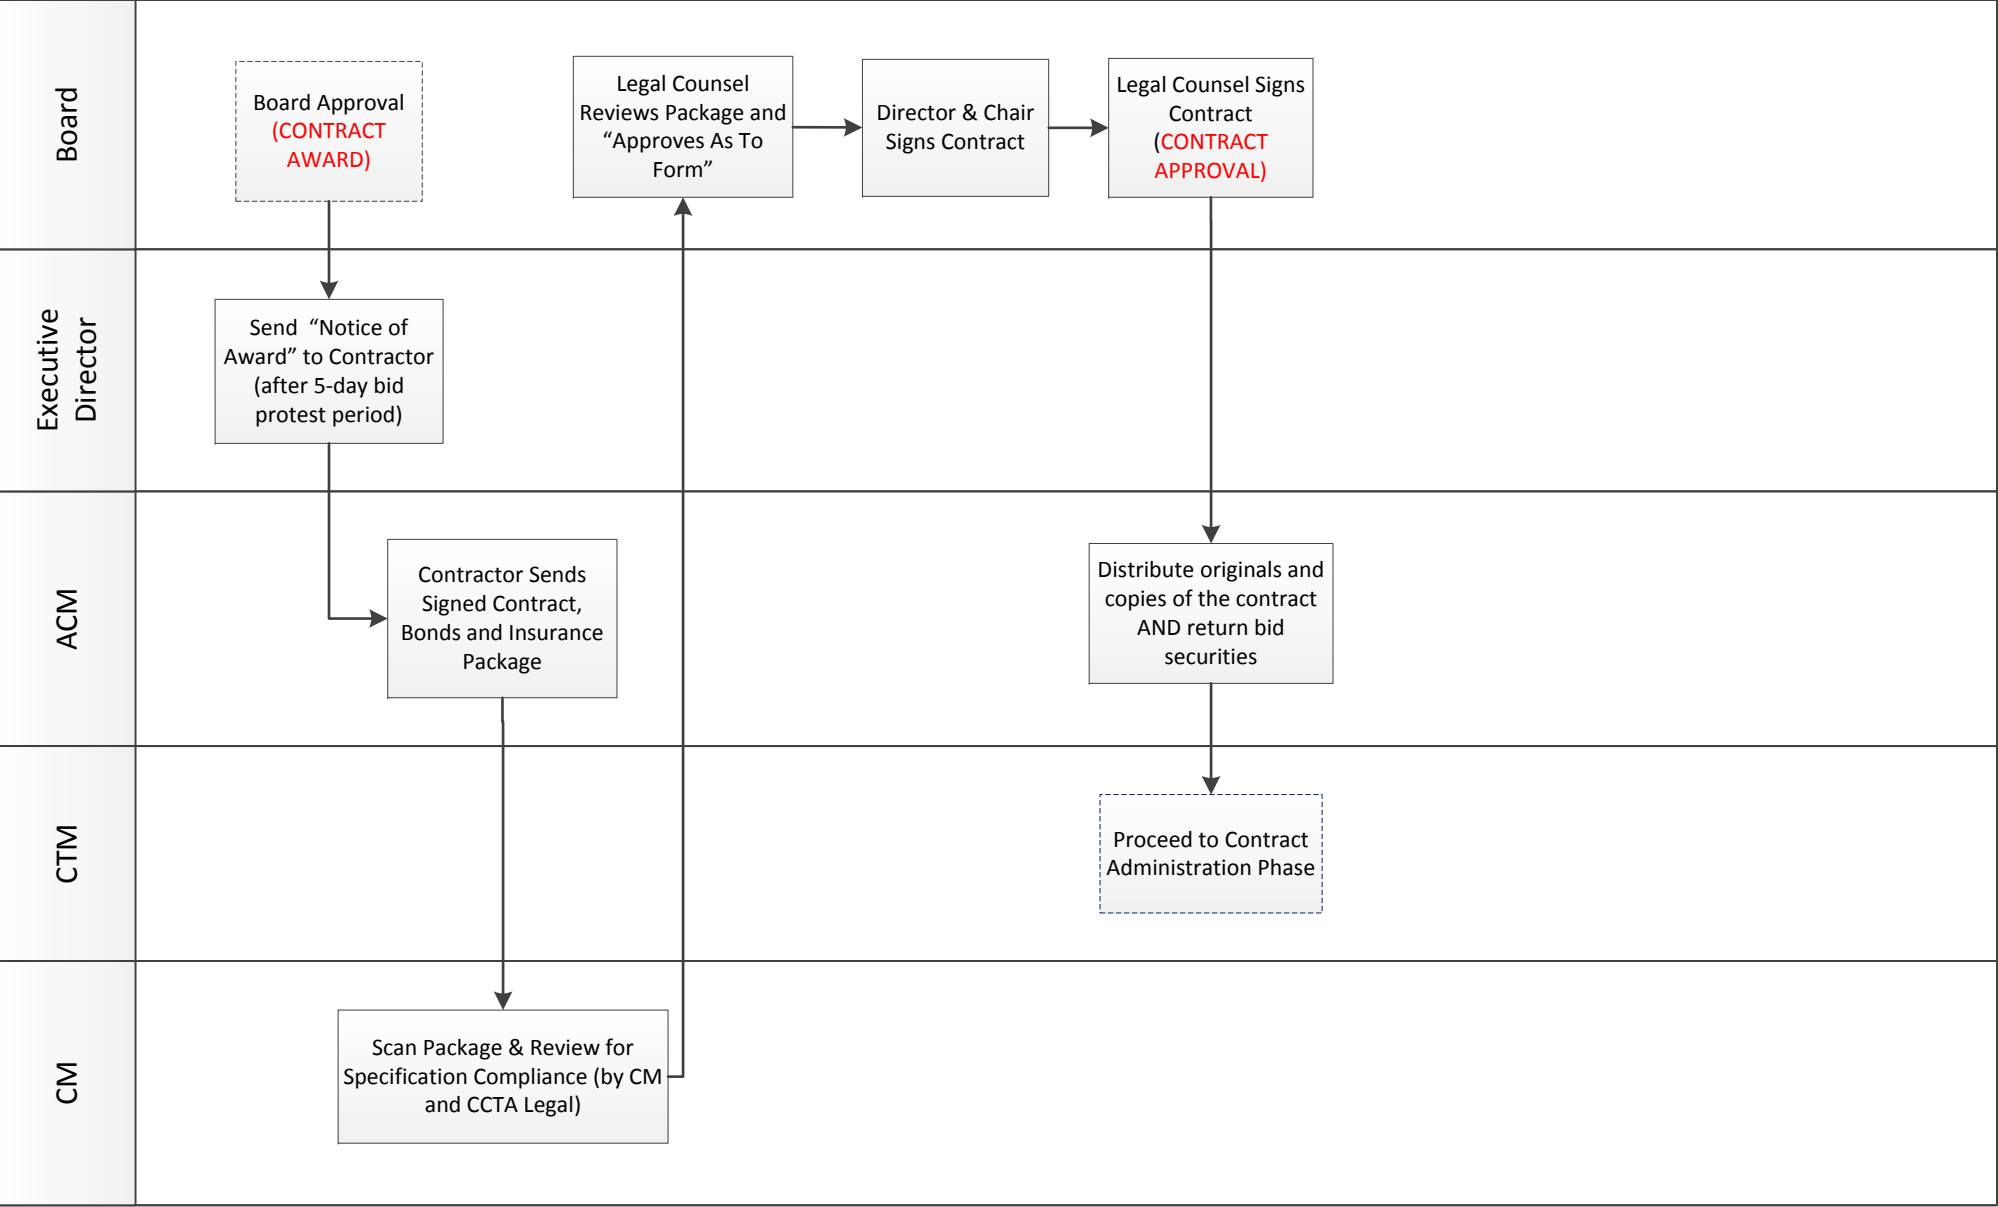 Board
Board Approval
(CONTRACT
AWARD)
Legal Counsel
Reviews Package and
“Approves As To
Form”
Director & Chair
Signs Contract
Legal Counsel Signs
Contract
(CONTRACT
APPROVAL)
Executive
Director
Send “Notice of
Award” to Contractor
(after 5-day bid
protest period)
ACM
Contractor Sends
Signed Contract,
Bonds and Insurance
Package
Distribute originals and
copies of the contract
AND return bid
securities
CTM
Proceed to Contract
Administration Phase
CM
Scan Package & Review for
Specification Compliance (by CM
and CCTA Legal)